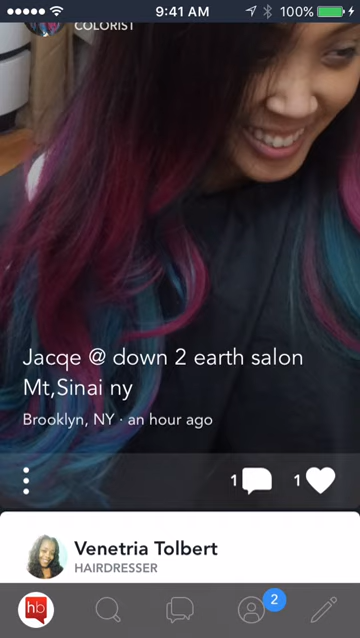 9:41 AM 100%
COLORIST
Jacqe @ down 2 earth salon
Mt,Sinai ny
Brooklyn, NY · an hour ago
1 1
Venetria Tolbert
HAIRDRESSER
hb 2